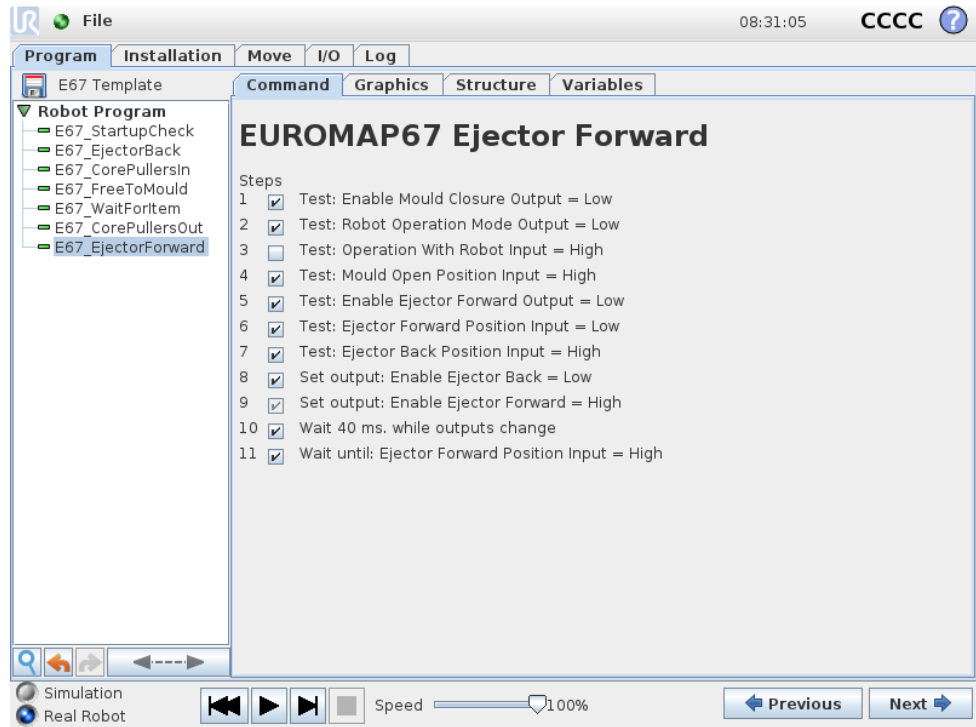 UR File 08:31:05 CCCC ?
Program Installation Move I/O Log
E67 Template
Command Graphics Structure Variables
Robot Program
E67_StartupCheck
E67_EjectorBack
E67_CorePullersIn
E67_FreeToMould
E67_WaitForItem
E67_CorePullersOut
E67_EjectorForward
EUROMAP67 Ejector Forward
Steps
1 Test: Enable Mould Closure Output = Low
2 Test: Robot Operation Mode Output = Low
3 Test: Operation With Robot Input = High
4 Test: Mould Open Position Input = High
5 Test: Enable Ejector Forward Output = Low
6 Test: Ejector Forward Position Input = Low
7 Test: Ejector Back Position Input = High
8 Set output: Enable Ejector Back = Low
9 Set output: Enable Ejector Forward = High
10 Wait 40 ms. while outputs change
11 Wait until: Ejector Forward Position Input = High
Simulation
Real Robot
Speed 100%
Previous Next